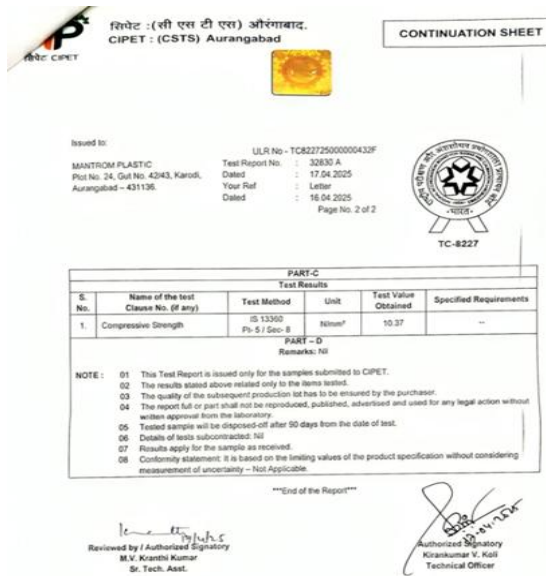 सिपेट :(सी एस टी एस) औरंगाबाद.
CIPET : (CSTS) Aurangabad
सिपेट CIPET
CONTINUATION SHEET
Issued to:
MANTROM PLASTIC
Plot No. 24, Gut No. 42/43, Karodi,
Aurangabad – 431136.
ULR No - TC822725000000432F
Test Report No. : 32830 A
Dated : 17.04.2025
Your Ref : Letter
Dated : 16.04.2025
Page No. 2 of 2
भारत
TC-8227
PART-C
Test Results
S. No. Name of the test Clause No. (if any) Test Method Unit Test Value Obtained Specified Requirements
1. Compressive Strength IS 13360 Pt- 5 / Sec- 8 N/mm² 10.37 --
PART – D
Remarks: Nil
NOTE : 01 This Test Report is issued only for the samples submitted to CIPET.
02 The results stated above related only to the items tested.
03 The quality of the subsequent production lot has to be ensured by the purchaser.
04 The report full or part shall not be reproduced, published, advertised and used for any legal action without
written approval from the laboratory.
05 Tested sample will be disposed-off after 90 days from the date of test.
06 Details of tests subcontracted: Nil
07 Results apply for the sample as received.
08 Conformity statement: It is based on the limiting values of the product specification without considering
measurement of uncertainty – Not Applicable.
***End of the Report***
Reviewed by / Authorized Signatory
M.V. Kranthi Kumar
Sr. Tech. Asst.
Authorized Signatory
Kirankumar V. Koli
Technical Officer